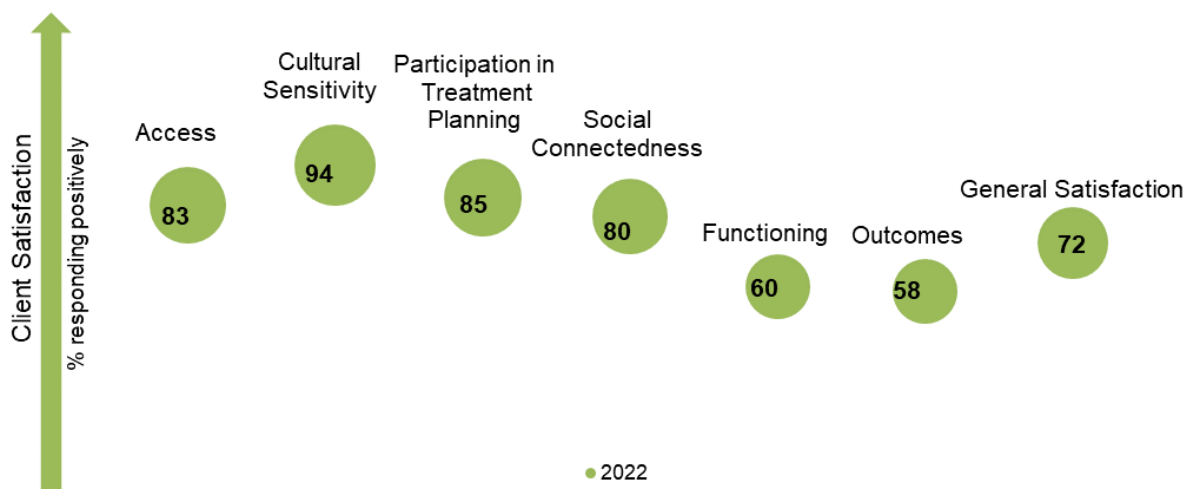 Client Satisfaction
% responding positively
Access
83
Cultural
Sensitivity
94
Participation in
Treatment
Planning
85
Social
Connectedness
80
Functioning
60
Outcomes
58
General Satisfaction
72
2022